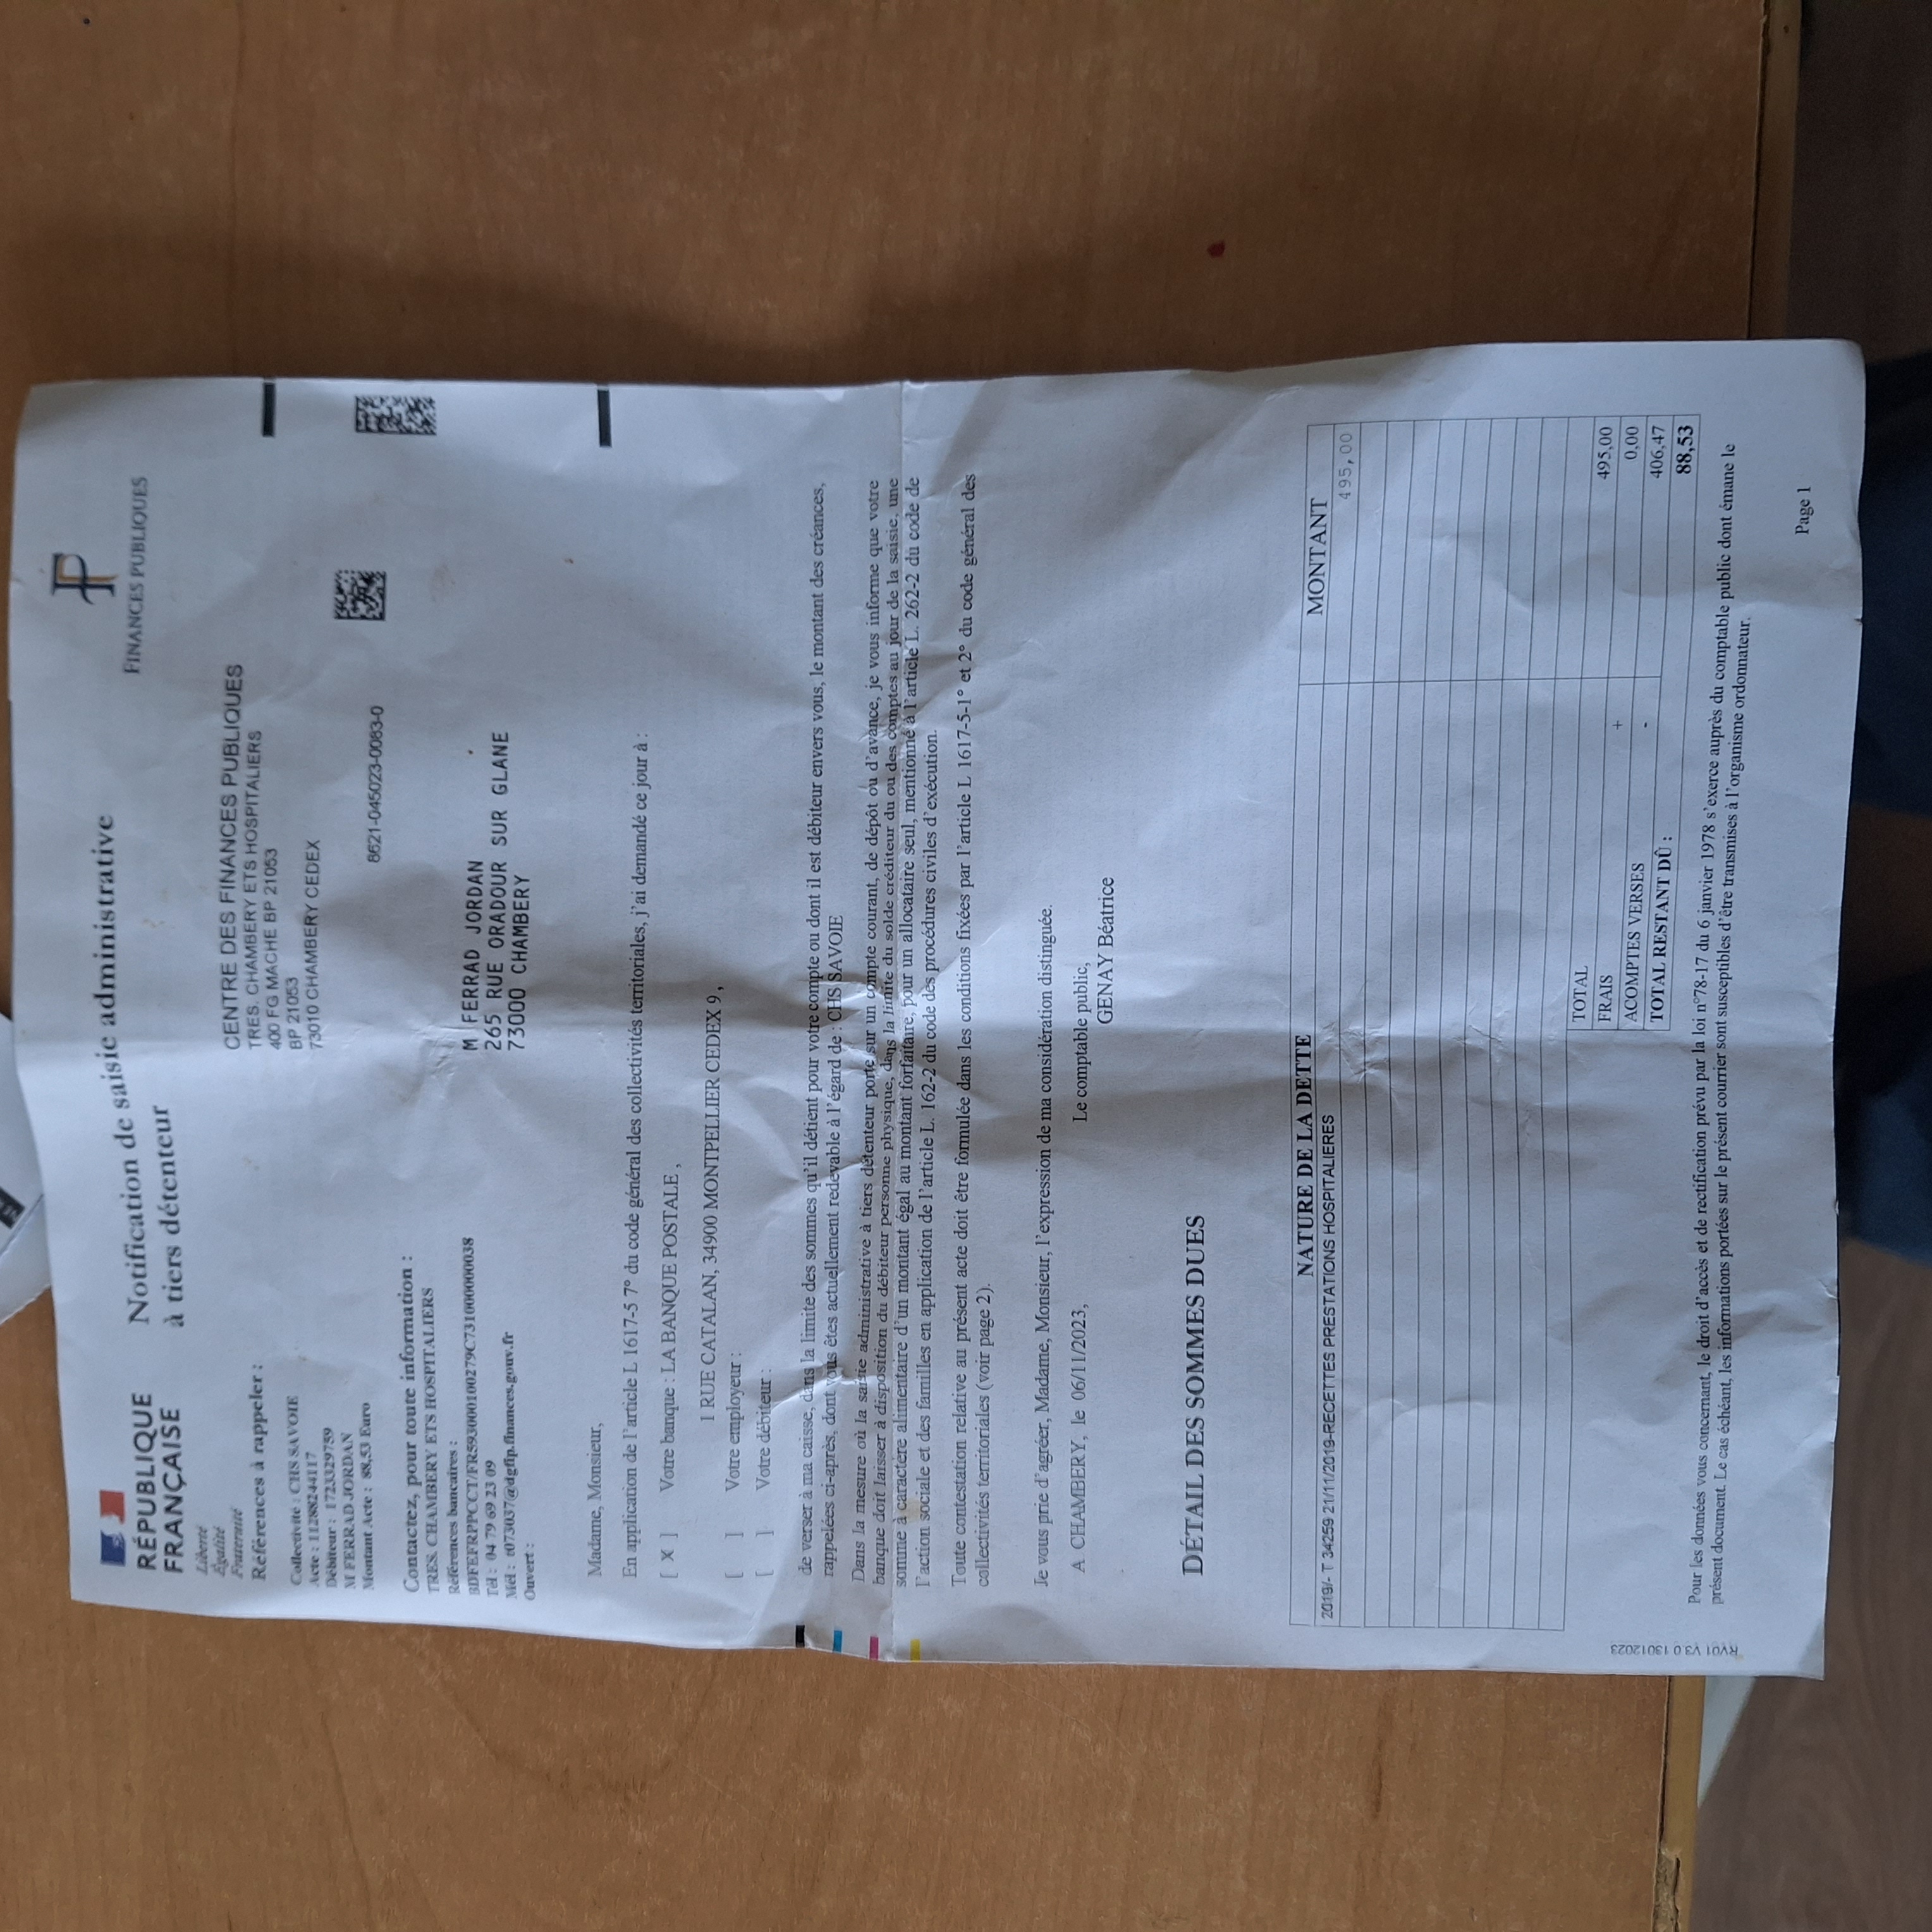 RÉPUBLIQUE
FRANÇAISE
Liberté
Égalité
Fraternité
Notification de saisie administrative
à tiers détenteur
FINANCES PUBLIQUES
Références à rappeler :
Collectivité : CHS SAVOIE
Acte : 11288244117
Débiteur : 1723329759
M FERRAD JORDAN
Montant Acte : 88,53 Euro
CENTRE DES FINANCES PUBLIQUES
TRES. CHAMBERY ETS HOSPITALIERS
400 FG MACHE BP 21053
BP 21053
73010 CHAMBERY CEDEX
8621-045023-0083-0
Contactez, pour toute information :
TRES. CHAMBERY ETS HOSPITALIERS
Références bancaires :
BDFEFRPPCCT/FR593000100279C7310000000038
Tél : 04 79 69 23 09
Mél : t073037@dgfip.finances.gouv.fr
Ouvert :
M FERRAD JORDAN
265 RUE ORADOUR SUR GLANE
73000 CHAMBERY
Madame, Monsieur,
En application de l'article L 1617-5 7° du code général des collectivités territoriales, j'ai demandé ce jour à :
[ X ] Votre banque : LA BANQUE POSTALE ,
1 RUE CATALAN, 34900 MONTPELLIER CEDEX 9 ,
[ ] Votre employeur :
[ ] Votre débiteur :
de verser à ma caisse, dans la limite des sommes qu'il détient pour votre compte ou dont il est débiteur envers vous, le montant des créances,
rappelées ci-après, dont vous êtes actuellement redevable à l'égard de : CHS SAVOIE
Dans la mesure où la saisie administrative à tiers détenteur porte sur un compte courant, de dépôt ou d'avance, je vous informe que votre
banque doit laisser à disposition du débiteur personne physique, dans la limite du solde créditeur du ou des comptes au jour de la saisie, une
somme à caractère alimentaire d'un montant égal au montant forfaitaire, pour un allocataire seul, mentionné à l'article L. 262-2 du code de
l'action sociale et des familles en application de l'article L. 162-2 du code des procédures civiles d'exécution.
Toute contestation relative au présent acte doit être formulée dans les conditions fixées par l'article L 1617-5-1° et 2° du code général des
collectivités territoriales (voir page 2).
Je vous prie d'agréer, Madame, Monsieur, l'expression de ma considération distinguée.
A CHAMBERY, le 06/11/2023,
Le comptable public,
GENAY Béatrice
DÉTAIL DES SOMMES DUES
NATURE DE LA DETTE MONTANT
2019/- T 34259 21/11/2019-RECETTES PRESTATIONS HOSPITALIERES 495,00
TOTAL 495,00
FRAIS + 0,00
ACOMPTES VERSES - 406,47
TOTAL RESTANT DÛ : 88,53
Pour les données vous concernant, le droit d'accès et de rectification prévu par la loi n°78-17 du 6 janvier 1978 s'exerce auprès du comptable public dont émane le
présent document. Le cas échéant, les informations portées sur le présent courrier sont susceptibles d'être transmises à l'organisme ordonnateur.
Page 1
RV01 V3.0 13012023